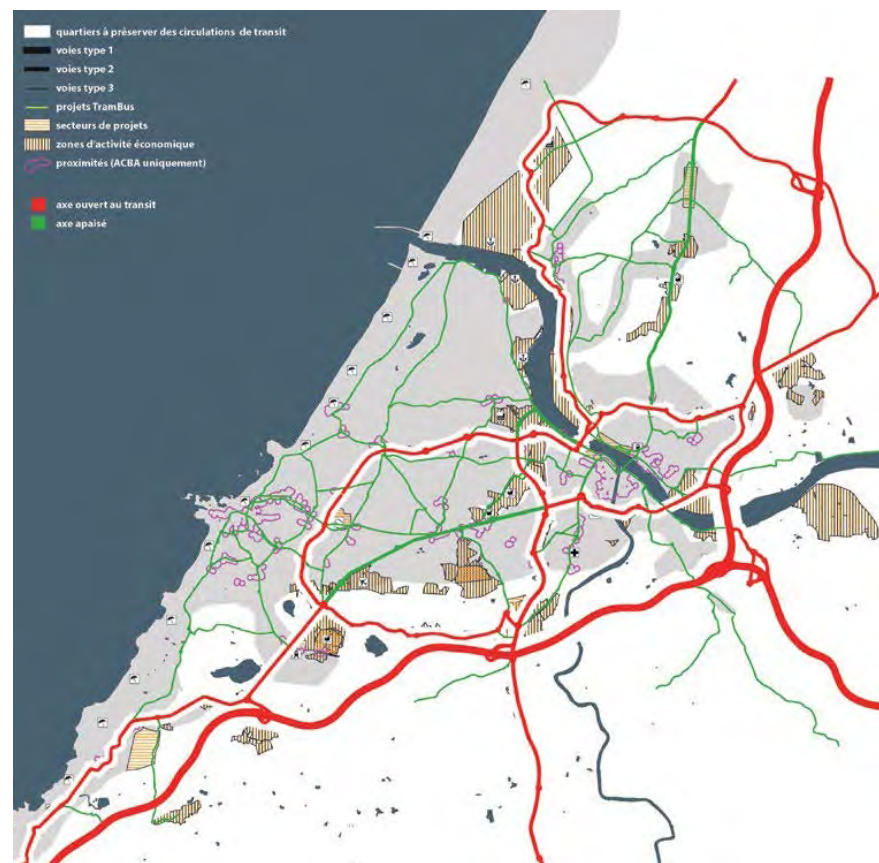 quartiers à préserver des circulations de transit
voies type 1
voies type 2
voies type 3
projets TramBus
secteurs de projets
zones d'activité économique
proximités (ACBA uniquement)
axe ouvert au transit
axe apaisé